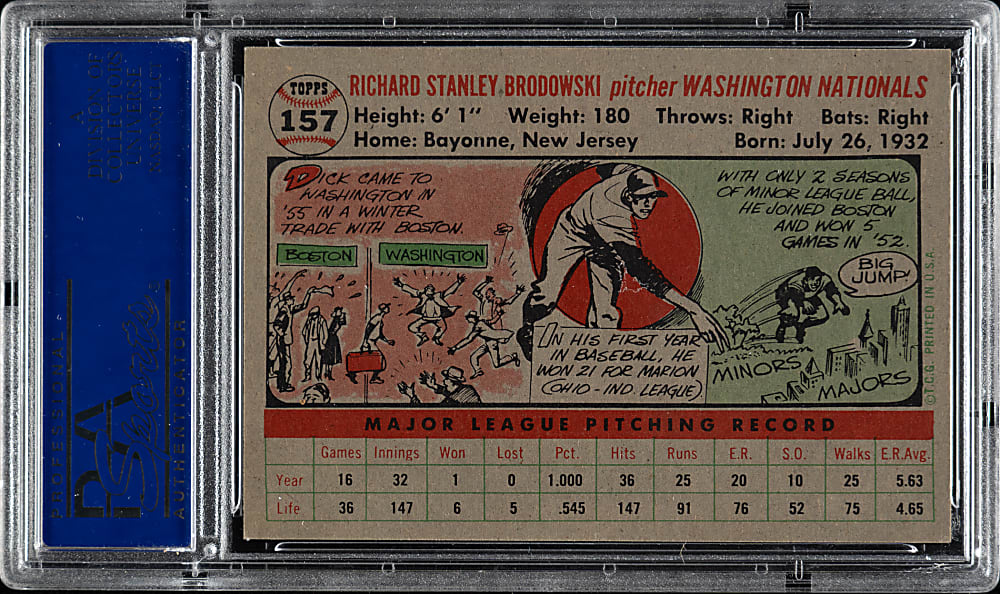 A
DIVISION OF
COLLECTORS
UNIVERSE
NASDAQ: CLCT
PROFESSIONAL
PSA
Sports
AUTHENTICATOR
TOPPS
157
RICHARD STANLEY BRODOWSKI pitcher WASHINGTON NATIONALS
Height: 6' 1" Weight: 180 Throws: Right Bats: Right
Home: Bayonne, New Jersey Born: July 26, 1932
DICK CAME TO
WASHINGTON IN
'55 IN A WINTER
TRADE WITH BOSTON.
BOSTON WASHINGTON
IN HIS FIRST YEAR
IN BASEBALL, HE
WON 21 FOR MARION
(OHIO-IND. LEAGUE)
WITH ONLY 2 SEASONS
OF MINOR LEAGUE BALL,
HE JOINED BOSTON
AND WON 5
GAMES IN '52.
BIG
JUMP!
MINORS
MAJORS
©T.C.G. PRINTED IN U.S.A.
MAJOR LEAGUE PITCHING RECORD
Games Innings Won Lost Pct. Hits Runs E.R. S.O. Walks E.R.Avg.
Year 16 32 1 0 1.000 36 25 20 10 25 5.63
Life 36 147 6 5 .545 147 91 76 52 75 4.65